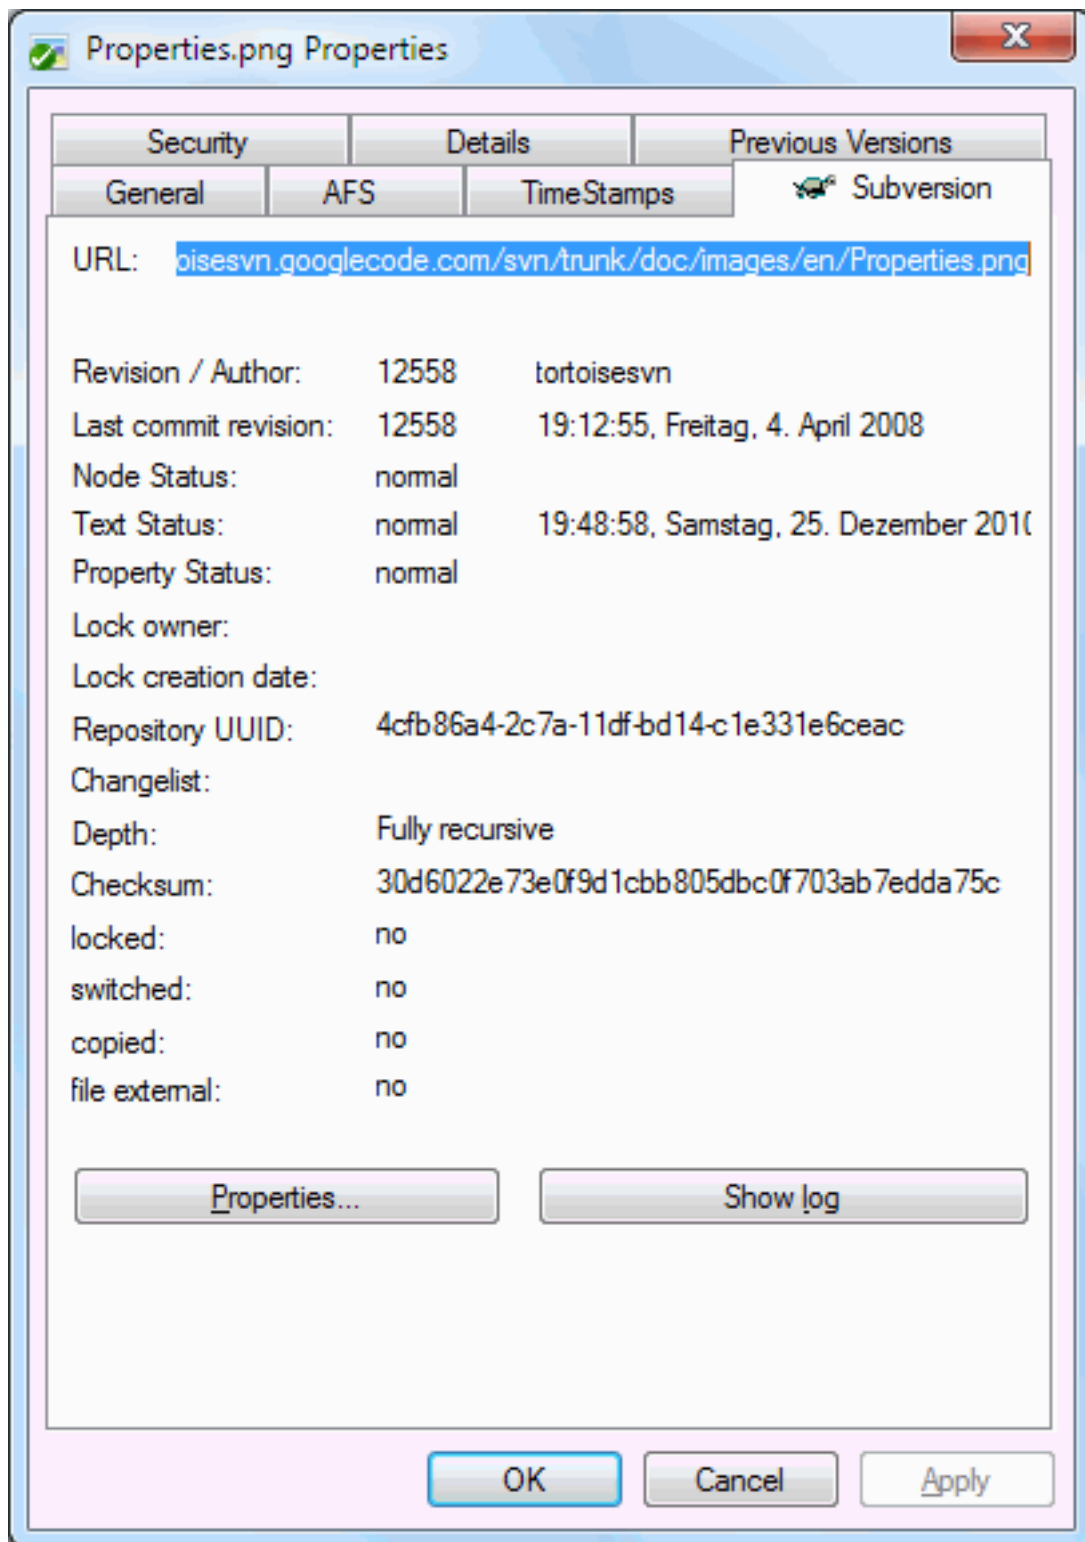 Properties.png Properties
Security Details Previous Versions
General AFS TimeStamps Subversion
URL: oisesvn.googlecode.com/svn/trunk/doc/images/en/Properties.png
Revision / Author: 12558 tortoisesvn
Last commit revision: 12558 19:12:55, Freitag, 4. April 2008
Node Status: normal
Text Status: normal 19:48:58, Samstag, 25. Dezember 2010
Property Status: normal
Lock owner:
Lock creation date:
Repository UUID: 4cfb86a4-2c7a-11df-bd14-c1e331e6ceac
Changelist:
Depth: Fully recursive
Checksum: 30d6022e73e0f9d1cbb805dbc0f703ab7edda75c
locked: no
switched: no
copied: no
file external: no
Properties... Show log
OK Cancel Apply